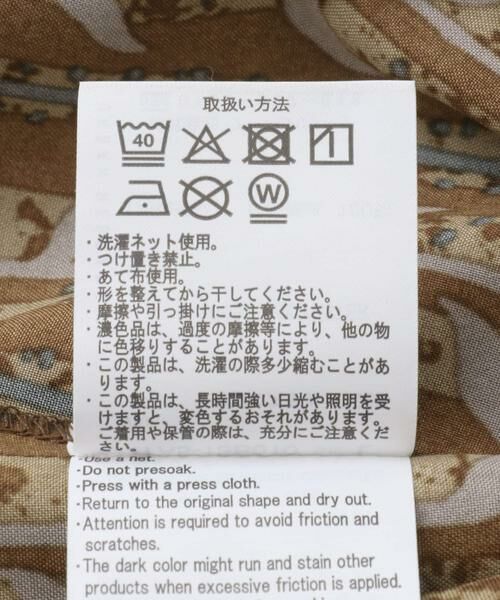 取扱い方法
40
W
・洗濯ネット使用。
・つけ置き禁止。
・あて布使用。
・形を整えてから干してください。
・摩擦や引っ掛けにご注意ください。
・濃色品は、過度の摩擦等により、他の物
に色移りすることがあります。
・この製品は、洗濯の際多少縮むことがあ
ります。
・この製品は、長時間強い日光や照明を受
けますと、変色するおそれがあります。
ご着用や保管の際は、充分にご注意くだ
さい。
・Use a net.
・Do not presoak.
・Press with a press cloth.
・Return to the original shape and dry out.
・Attention is required to avoid friction and
scratches.
・The dark color might run and stain other
products when excessive friction is applied.